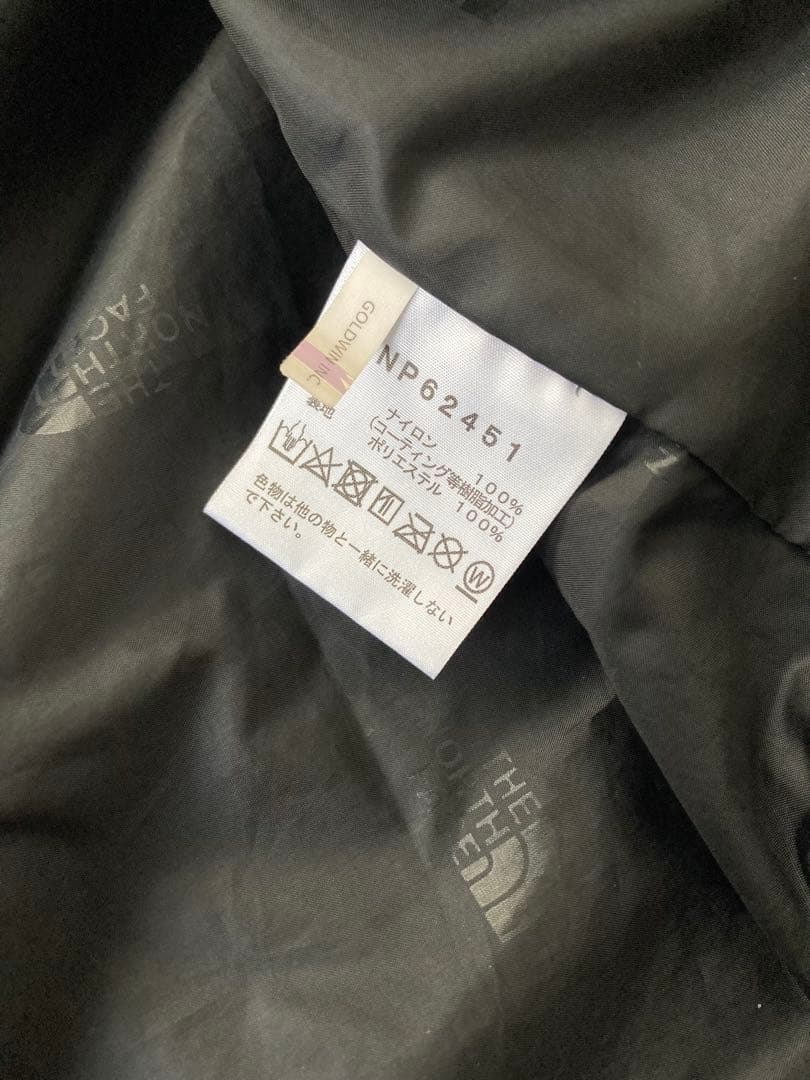 GOLDWIN INC
NP62451
ナイロン 100%
裏地
(コーティング等樹脂加工)
ポリエステル 100%
W
色物は他の物と一緒に洗濯しない
で下さい。
THE
NORTH
FACE
THE
NORTH